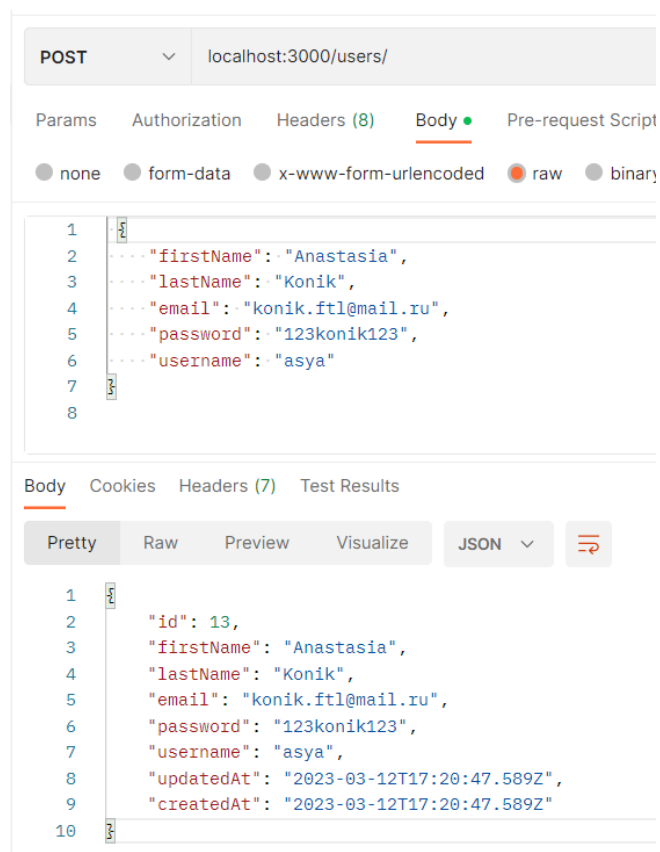 POST localhost:3000/users/
Params Authorization Headers (8) Body Pre-request Script
none form-data x-www-form-urlencoded raw binary
1 {
2 "firstName": "Anastasia",
3 "lastName": "Konik",
4 "email": "konik.ftl@mail.ru",
5 "password": "123konik123",
6 "username": "asya"
7 }
8
Body Cookies Headers (7) Test Results
Pretty Raw Preview Visualize JSON
1 {
2 "id": 13,
3 "firstName": "Anastasia",
4 "lastName": "Konik",
5 "email": "konik.ftl@mail.ru",
6 "password": "123konik123",
7 "username": "asya",
8 "updatedAt": "2023-03-12T17:20:47.589Z",
9 "createdAt": "2023-03-12T17:20:47.589Z"
10 }